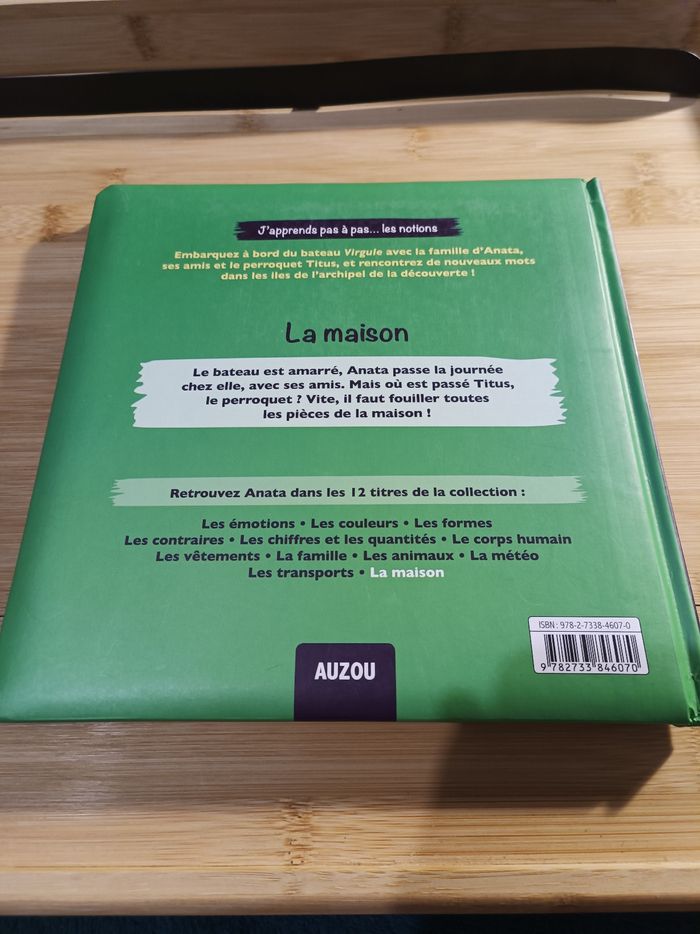 J'apprends pas à pas... les notions
Embarquez à bord du bateau Virgule avec la famille d'Anata,
ses amis et le perroquet Titus, et rencontrez de nouveaux mots
dans les iles de l'archipel de la découverte !
La maison
Le bateau est amarré, Anata passe la journée
chez elle, avec ses amis. Mais où est passé Titus,
le perroquet ? Vite, il faut fouiller toutes
les pièces de la maison !
Retrouvez Anata dans les 12 titres de la collection :
Les émotions • Les couleurs • Les formes
Les contraires • Les chiffres et les quantités • Le corps humain
Les vêtements • La famille • Les animaux • La météo
Les transports • La maison
ISBN : 978-2-7338-4607-0
9 782733 846070
AUZOU